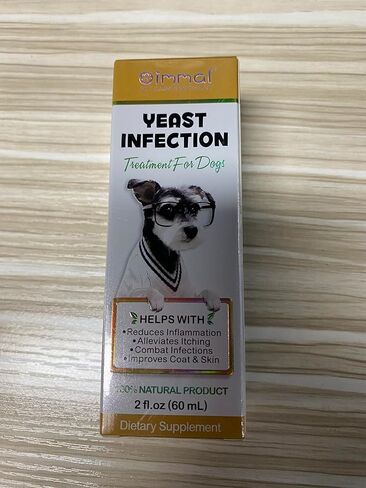 immal
YEAST
INFECTION
Treatment For Dogs
HELPS WITH
•Reduces Inflammation
•Alleviates Itching
•Combat Infections
•Improves Coat & Skin
100% NATURAL PRODUCT
2 fl.oz (60 mL)
Dietary Supplement